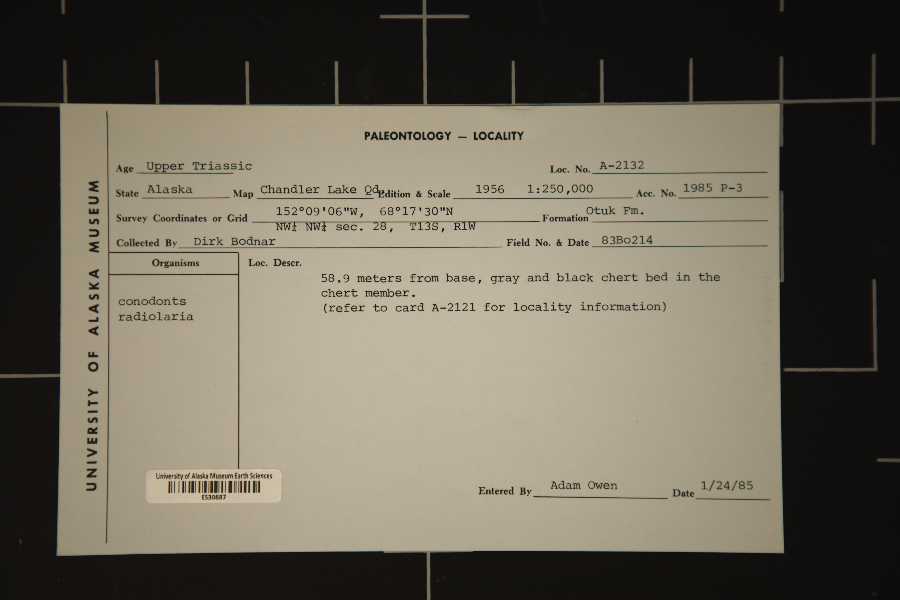 PALEONTOLOGY — LOCALITY
Age Upper Triassic Loc. No. A-2132
State Alaska Map Chandler Lake Qd. Edition & Scale 1956 1:250,000 Acc. No. 1985 P-3
Survey Coordinates or Grid 152°09'06"W, 68°17'30"N Formation Otuk Fm.
NW¼ NW¼ sec. 28, T13S, R1W
Collected By Dirk Bodnar Field No. & Date 83Bo214
Organisms Loc. Descr.
58.9 meters from base, gray and black chert bed in the
chert member.
(refer to card A-2121 for locality information)
conodonts
radiolaria
UNIVERSITY OF ALASKA MUSEUM
University of Alaska Museum Earth Sciences
ES30687
Entered By Adam Owen Date 1/24/85